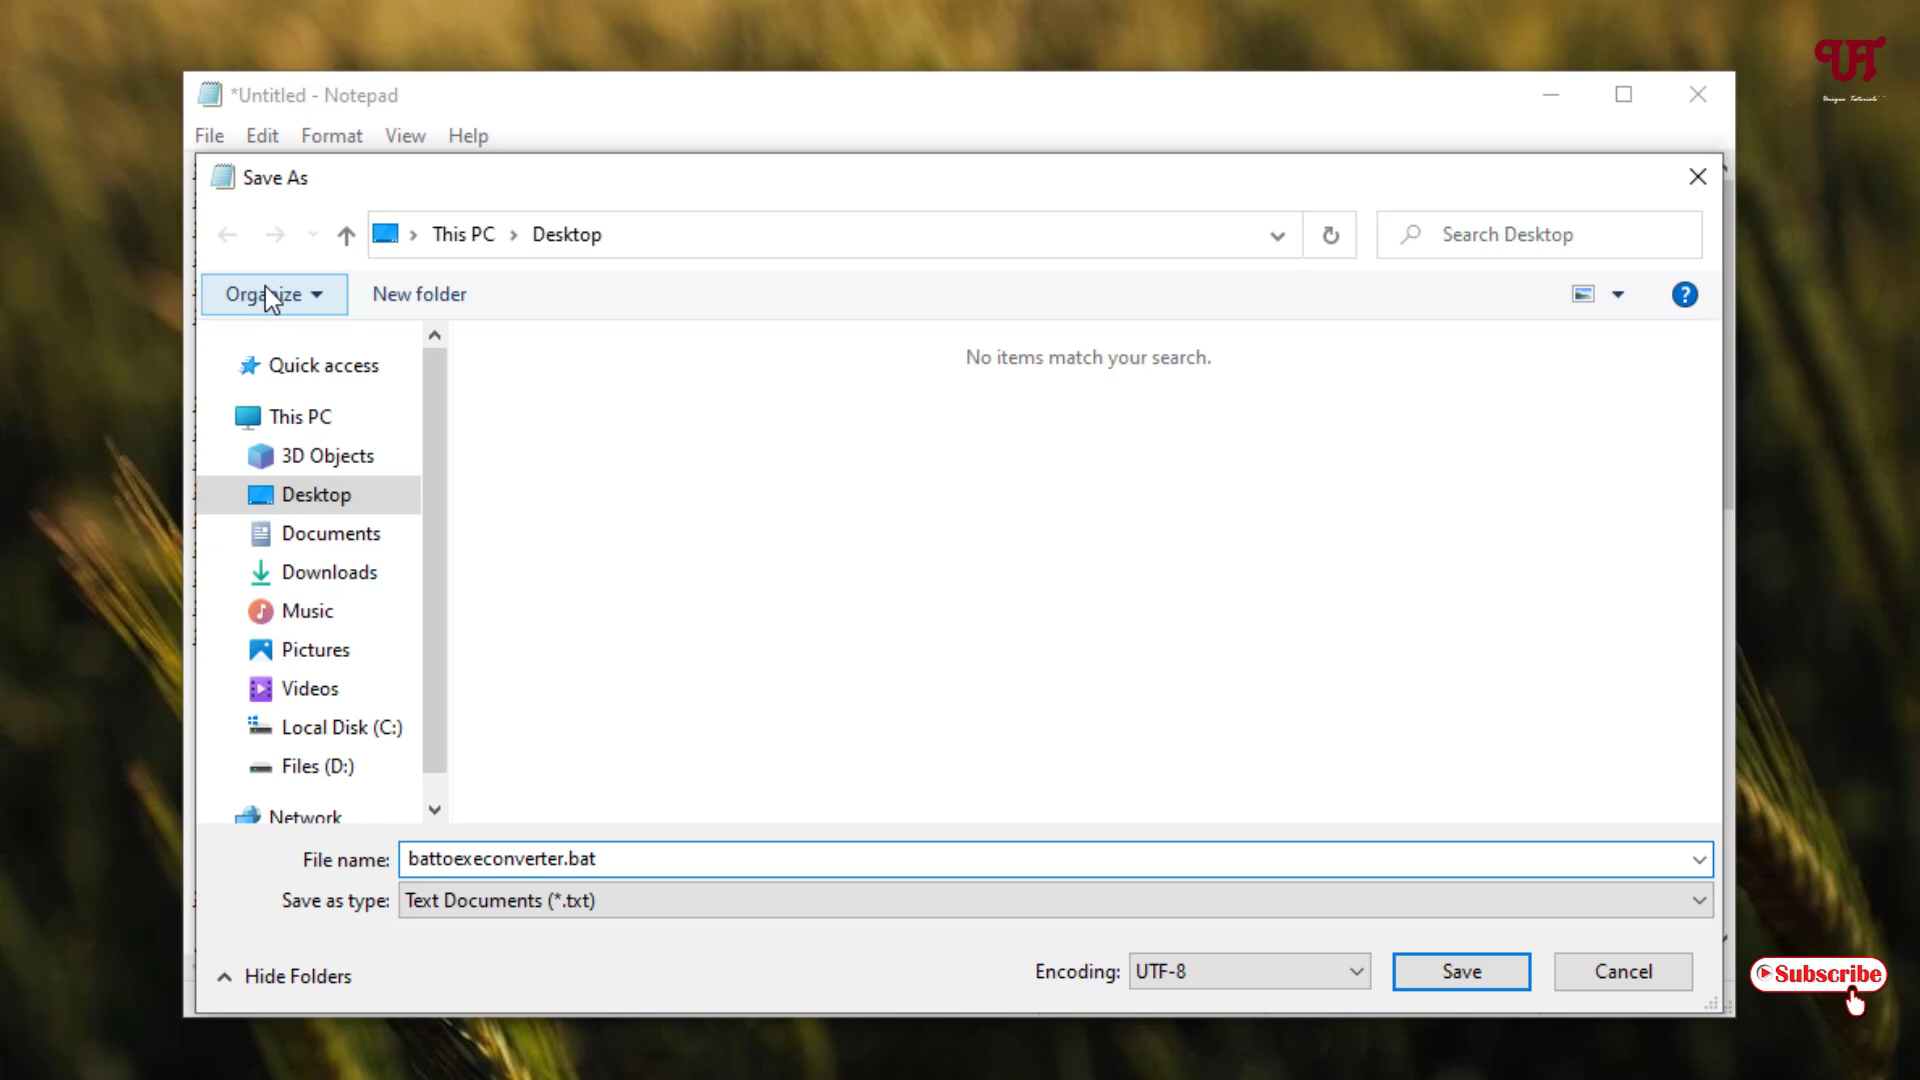 *Untitled - Notepad
File Edit Format View Help
Save As
This PC > Desktop
Search Desktop
Organize
New folder
No items match your search.
Quick access
This PC
3D Objects
Desktop
Documents
Downloads
Music
Pictures
Videos
Local Disk (C:)
Files (D:)
Network
File name: battoexeconverter.bat
Save as type: Text Documents (*.txt)
Hide Folders
Encoding: UTF-8
Save
Cancel
Subscribe